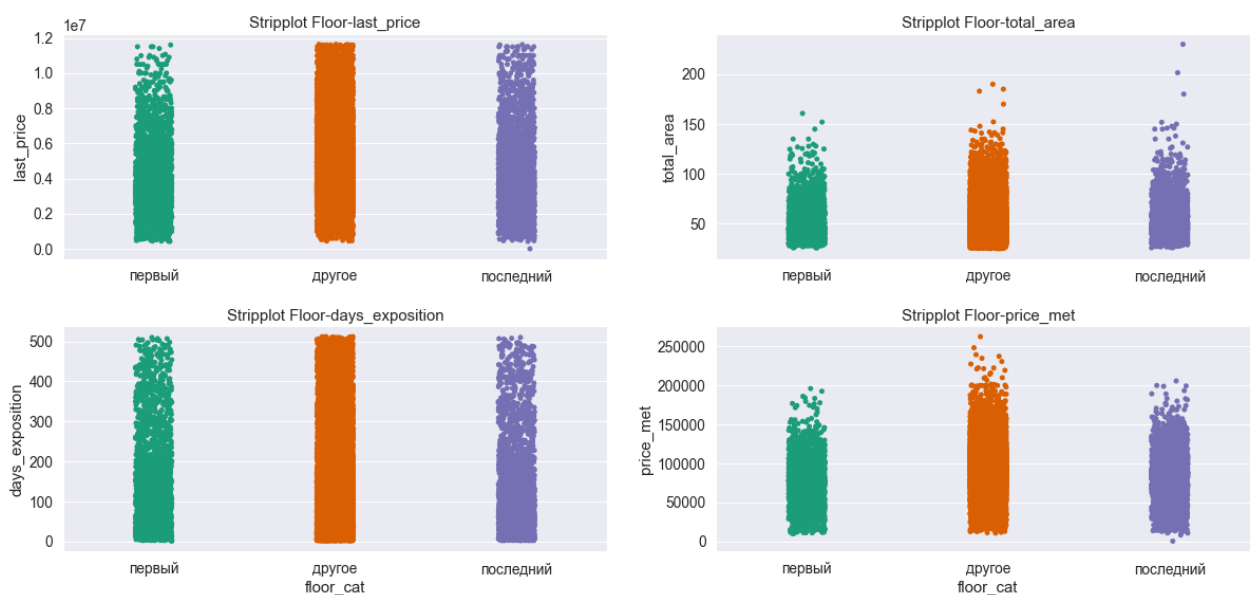 Stripplot Floor-last_price
1e7
1.2
1.0
0.8
0.6
0.4
0.2
0.0
last_price
первый
другое
последний
Stripplot Floor-total_area
200
150
100
50
total_area
первый
другое
последний
Stripplot Floor-days_exposition
500
400
300
200
100
0
days_exposition
первый
другое
последний
floor_cat
Stripplot Floor-price_met
250000
200000
150000
100000
50000
0
price_met
первый
другое
последний
floor_cat